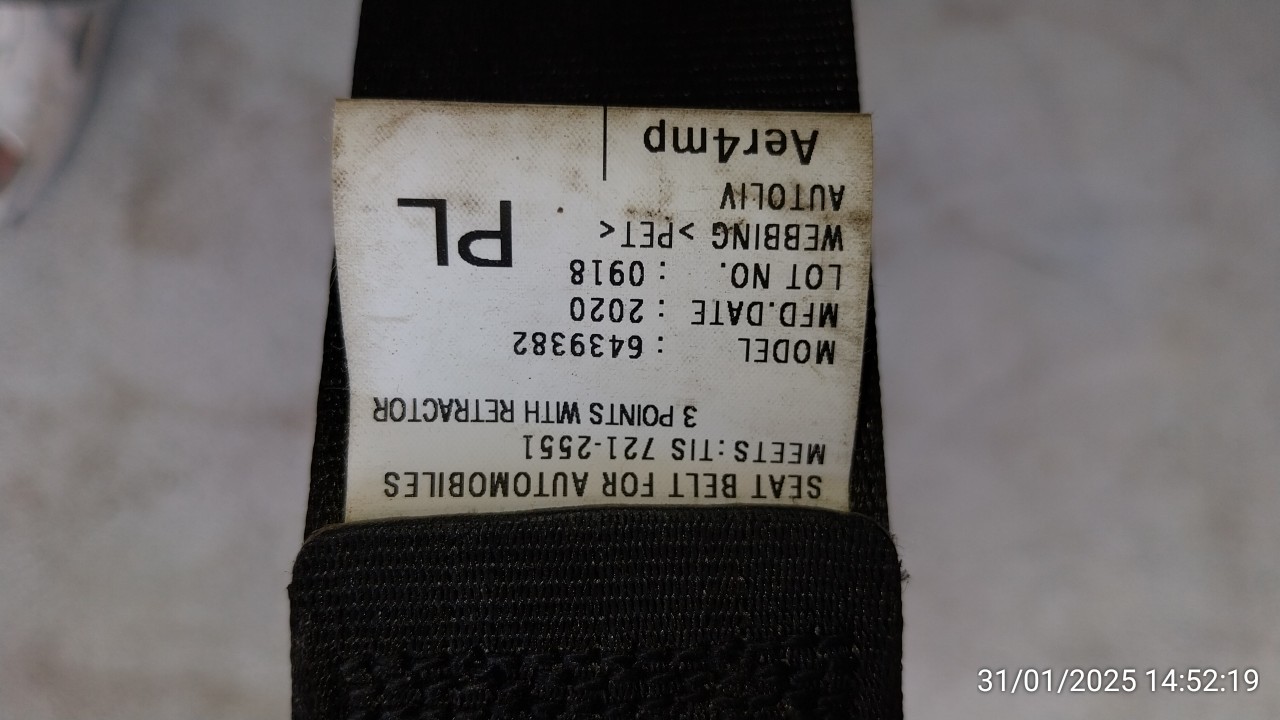 SEAT BELT FOR AUTOMOBILES
MEETS:TIS 721-2551
3 POINTS WITH RETRACTOR
MODEL : 6439382
MFD.DATE : 2020
LOT NO. : 0918
WEBBING >PET<
PL
AUTOLIV
Aer4mp
31/01/2025 14:52:19